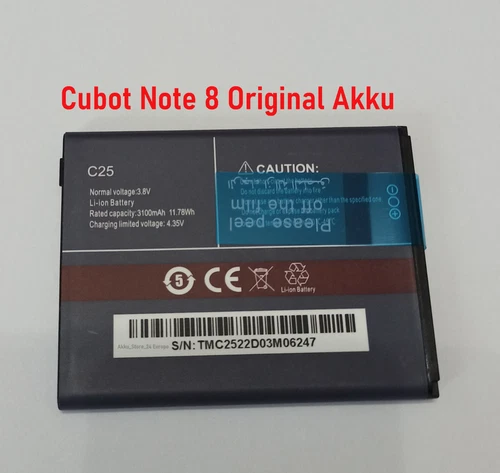 Cubot Note 8 Original Akku
C25
Normal voltage:3.8V
Li-ion Battery
Rated capacity:3100mAh 11.78Wh
Charging limited voltage: 4.35V
CAUTION:
Please peel
off the film
5
Li-ion Battery
S/N: TMC2522D03M06247